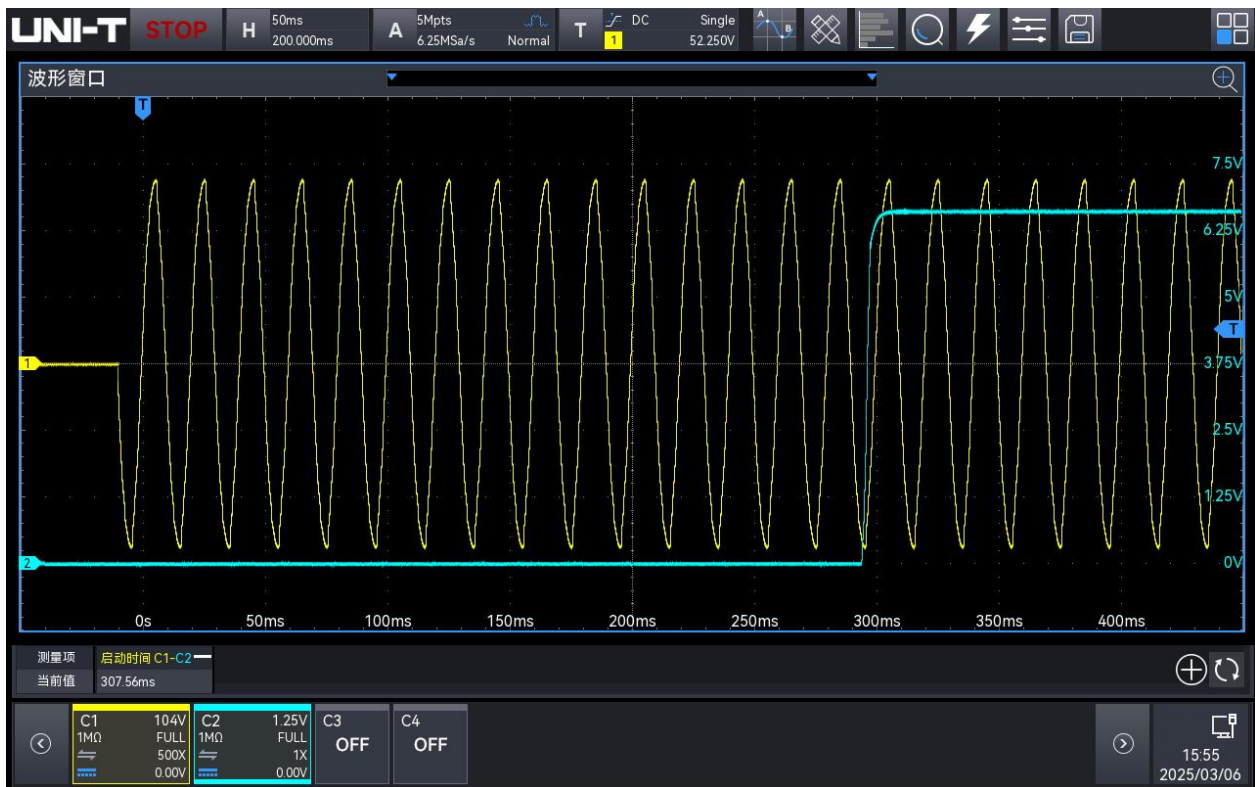 UNI-T STOP H 50ms 200.000ms A 5Mpts 6.25MSa/s Normal T DC 1 Single 52.250V A B
波形窗口
T
7.5V
6.25V
5V
T
1
3.75V
2.5V
1.25V
2
0V
0s 50ms 100ms 150ms 200ms 250ms 300ms 350ms 400ms
测量项 启动时间 C1-C2
当前值 307.56ms
C1 104V C2 1.25V C3 C4
1MΩ FULL 1MΩ FULL OFF OFF
500X 1X
0.00V 0.00V
15:55
2025/03/06